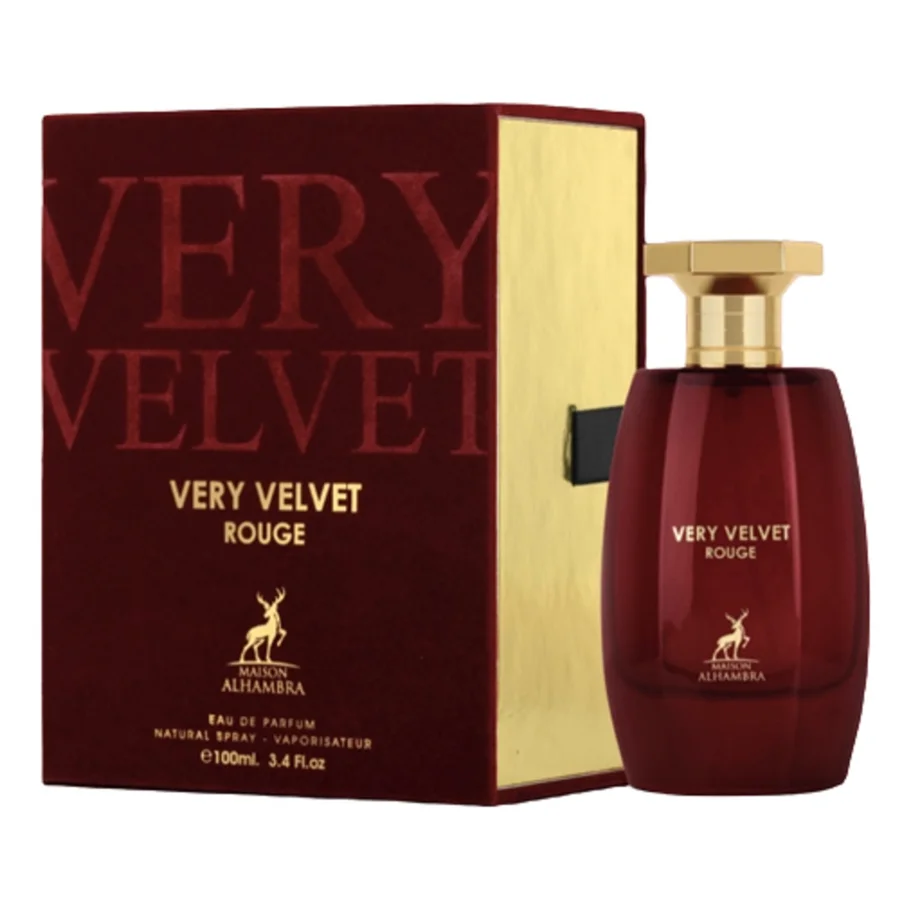 VERY
VELVET
VERY VELVET
ROUGE
MAISON
ALHAMBRA
EAU DE PARFUM
NATURAL SPRAY - VAPORISATEUR
℮100ml. 3.4 Fl.oz
VERY VELVET
ROUGE
MAISON
ALHAMBRA